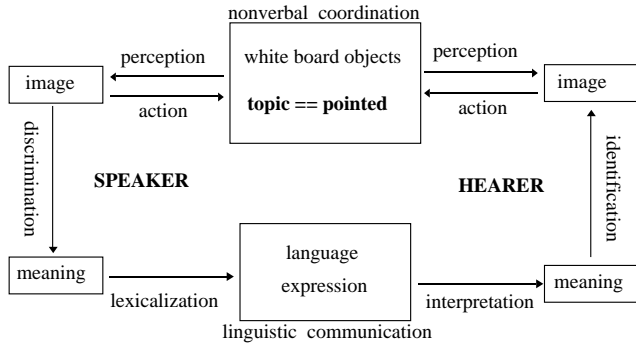 nonverbal coordination
perception
white board objects
perception
image
image
action
topic == pointed
action
discrimination
identification
SPEAKER
HEARER
meaning
language
meaning
lexicalization
expression
interpretation
linguistic communication